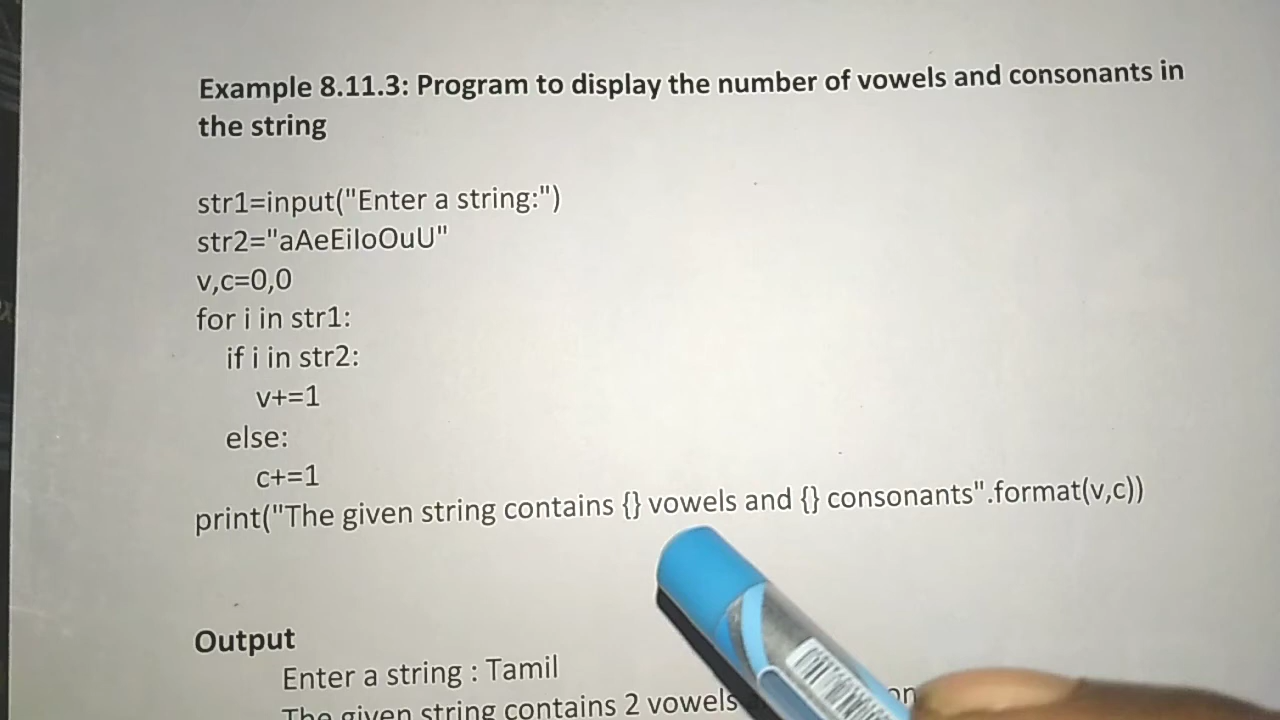 Example 8.11.3: Program to display the number of vowels and consonants in
the string
str1=input("Enter a string:")
str2="aAeEiIoOuU"
v,c=0,0
for i in str1:
if i in str2:
v+=1
else:
c+=1
print("The given string contains {} vowels and {} consonants".format(v,c))
Output
Enter a string : Tamil
The given string contains 2 vowels